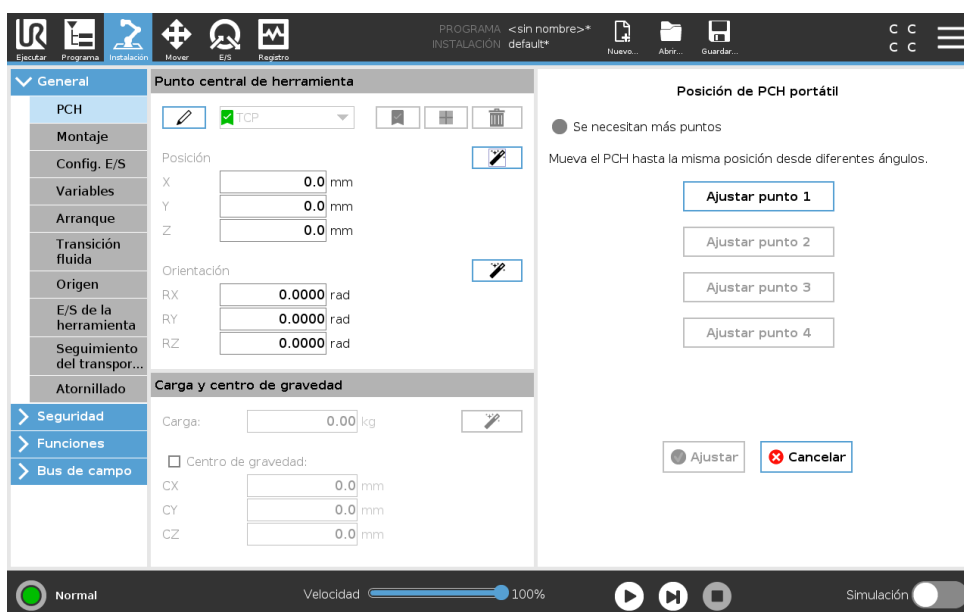 UR
PROGRAMA <sin nombre>*
INSTALACIÓN default*
Ejecutar Programa Instalación Mover E/S Registro Nuevo... Abrir... Guardar...
C C
C C
General
PCH
Montaje
Config. E/S
Variables
Arranque
Transición
fluida
Origen
E/S de la
herramienta
Seguimiento
del transpor...
Atornillado
Seguridad
Funciones
Bus de campo
Punto central de herramienta
TCP
Posición
X 0.0 mm
Y 0.0 mm
Z 0.0 mm
Orientación
RX 0.0000 rad
RY 0.0000 rad
RZ 0.0000 rad
Carga y centro de gravedad
Carga: 0.00 kg
Centro de gravedad:
CX 0.0 mm
CY 0.0 mm
CZ 0.0 mm
Posición de PCH portátil
Se necesitan más puntos
Mueva el PCH hasta la misma posición desde diferentes ángulos.
Ajustar punto 1
Ajustar punto 2
Ajustar punto 3
Ajustar punto 4
Ajustar Cancelar
Normal Velocidad 100% Simulación